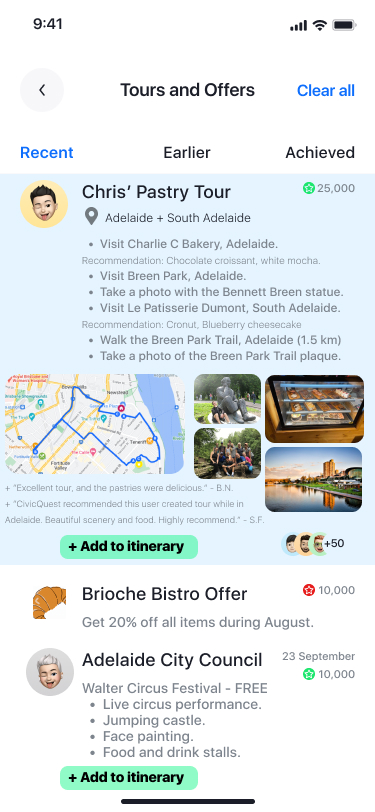 9:41
Tours and Offers
Clear all
Recent
Earlier
Achieved
Chris’ Pastry Tour
25,000
Adelaide + South Adelaide
• Visit Charlie C Bakery, Adelaide.
Recommendation: Chocolate croissant, white mocha.
• Visit Breen Park, Adelaide.
• Take a photo with the Bennett Breen statue.
• Visit Le Patisserie Dumont, South Adelaide.
Recommendation: Cronut, Blueberry cheesecake
• Walk the Breen Park Trail, Adelaide (1.5 km)
• Take a photo of the Breen Park Trail plaque.
Bowen Hills
Newstead
Teneriffe
Fortitude
Valley
+ "Excellent tour, and the pastries were delicious." - B.N.
+ "CivicQuest recommended this user created tour while in
Adelaide. Beautiful scenery and food. Highly recommend." - S.F.
+ Add to itinerary
+50
Brioche Bistro Offer
10,000
Get 20% off all items during August.
Adelaide City Council
23 September
10,000
Walter Circus Festival - FREE
• Live circus performance.
• Jumping castle.
• Face painting.
• Food and drink stalls.
+ Add to itinerary